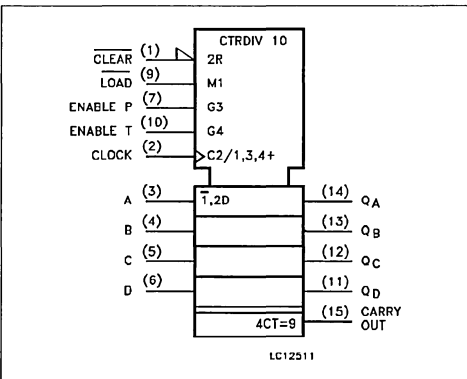 CTRDIV 10
CLEAR (1) 2R
LOAD (9) M1
ENABLE P (7) G3
ENABLE T (10) G4
CLOCK (2) C2/1,3,4+
A (3) 1,2D (14) QA
B (4) (13) QB
C (5) (12) QC
D (6) (11) QD
4CT=9 (15) CARRY OUT
LC12511